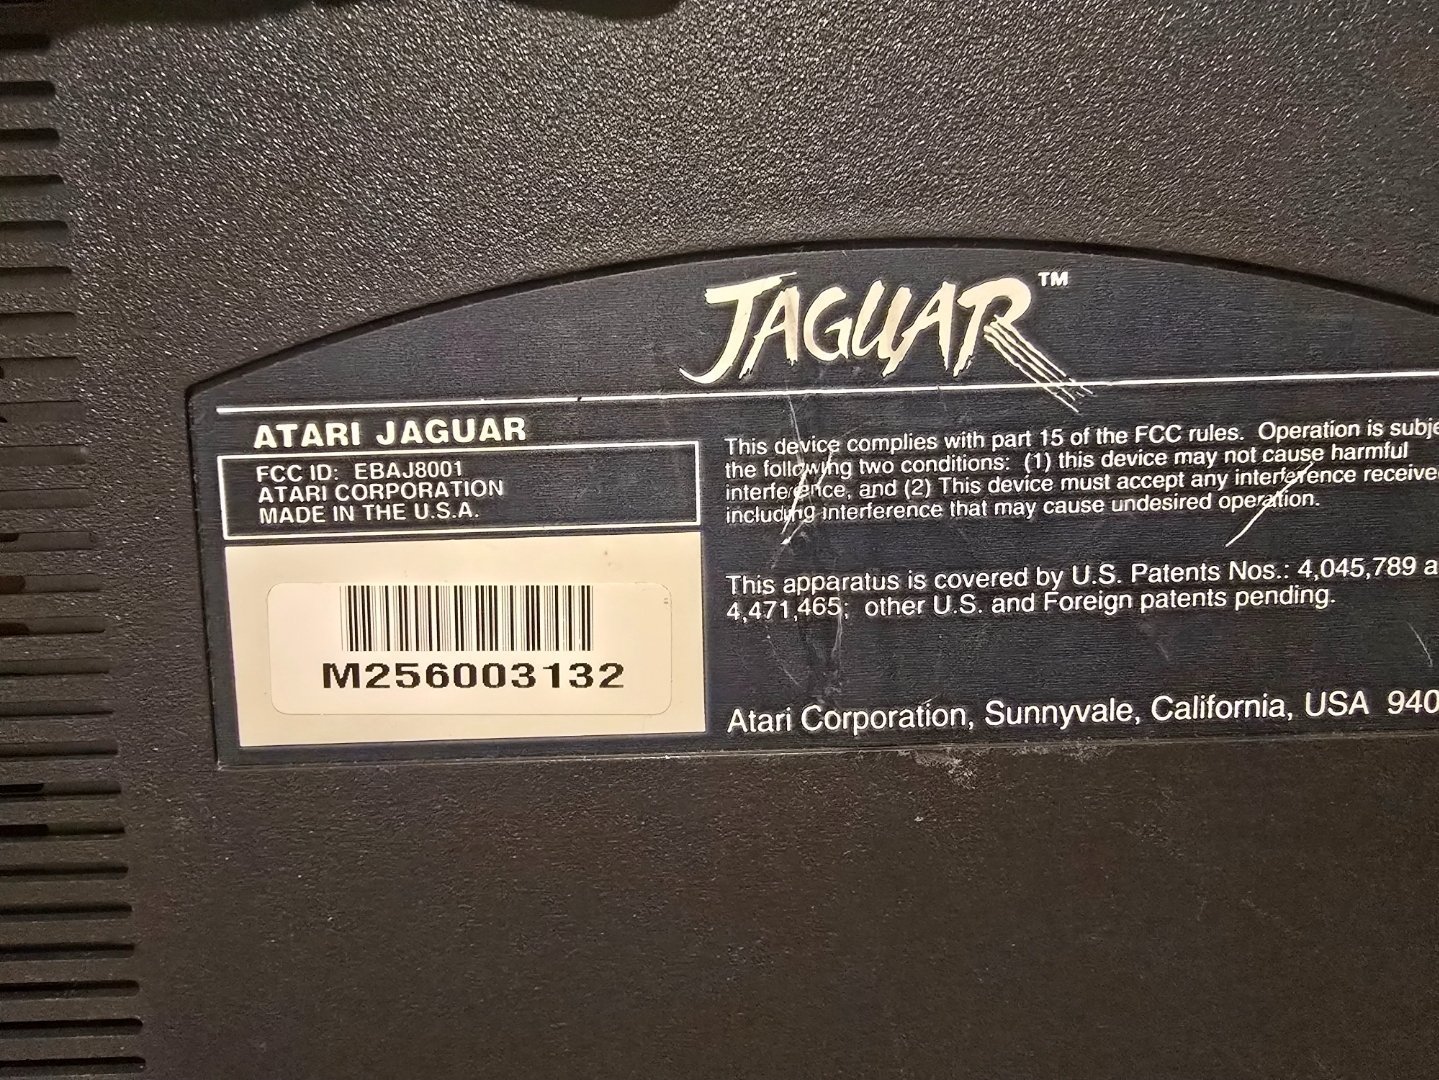 JAGUAR™
ATARI JAGUAR
FCC ID: EBAJ8001
ATARI CORPORATION
MADE IN THE U.S.A.
M256003132
This device complies with part 15 of the FCC rules. Operation is subje
the following two conditions: (1) this device may not cause harmful
interference, and (2) This device must accept any interference receive
including interference that may cause undesired operation.
This apparatus is covered by U.S. Patents Nos.: 4,045,789 a
4,471,465; other U.S. and Foreign patents pending.
Atari Corporation, Sunnyvale, California, USA 940